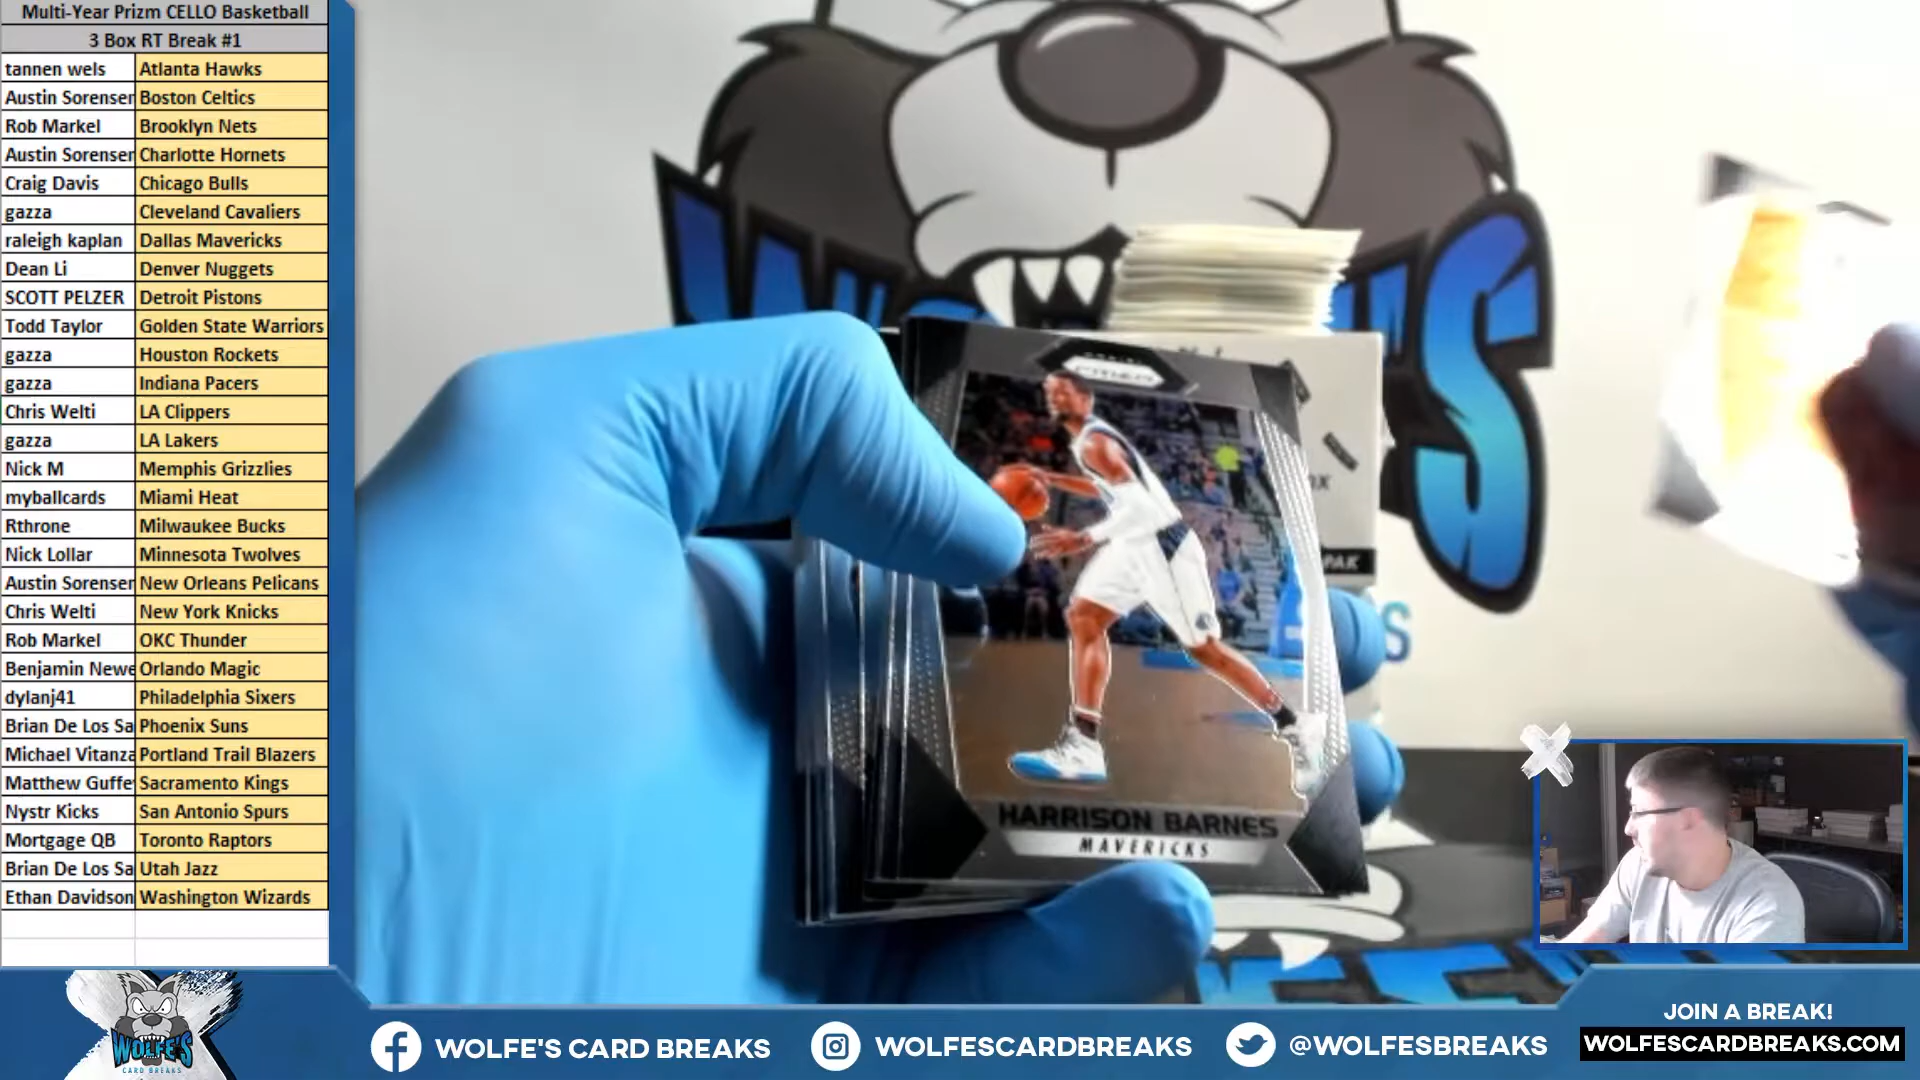 Multi-Year Prizm CELLO Basketball
3 Box RT Break #1
tannen wels Atlanta Hawks
Austin Sorenser Boston Celtics
Rob Markel Brooklyn Nets
Austin Sorenser Charlotte Hornets
Craig Davis Chicago Bulls
gazza Cleveland Cavaliers
raleigh kaplan Dallas Mavericks
Dean Li Denver Nuggets
SCOTT PELZER Detroit Pistons
Todd Taylor Golden State Warriors
gazza Houston Rockets
gazza Indiana Pacers
Chris Welti LA Clippers
gazza LA Lakers
Nick M Memphis Grizzlies
myballcards Miami Heat
Rthrone Milwaukee Bucks
Nick Lollar Minnesota Twolves
Austin Sorenser New Orleans Pelicans
Chris Welti New York Knicks
Rob Markel OKC Thunder
Benjamin Newe Orlando Magic
dylanj41 Philadelphia Sixers
Brian De Los Sa Phoenix Suns
Michael Vitanza Portland Trail Blazers
Matthew Guffe Sacramento Kings
Nystr Kicks San Antonio Spurs
Mortgage QB Toronto Raptors
Brian De Los Sa Utah Jazz
Ethan Davidson Washington Wizards
PRIZM
HARRISON BARNES
MAVERICKS
WOLFE'S
CARD BREAKS
WOLFE'S CARD BREAKS
WOLFESCARDBREAKS
@WOLFESBREAKS
JOIN A BREAK!
WOLFESCARDBREAKS.COM